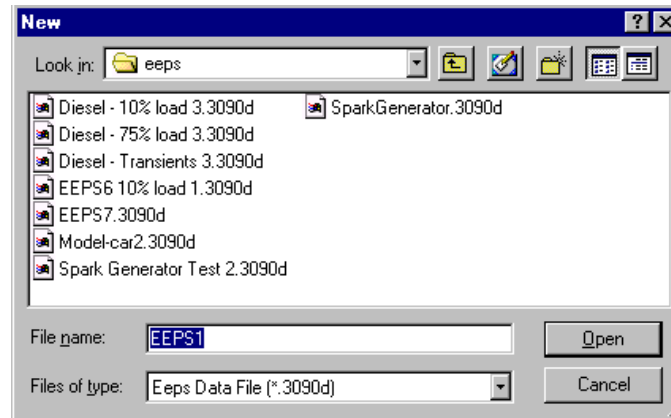 New
Look in: eeps
Diesel - 10% load 3.3090d
Diesel - 75% load 3.3090d
Diesel - Transients 3.3090d
EEPS6 10% load 1.3090d
EEPS7.3090d
Model-car2.3090d
Spark Generator Test 2.3090d
SparkGenerator.3090d
File name: EEPS1
Open
Files of type: Eeps Data File (*.3090d)
Cancel